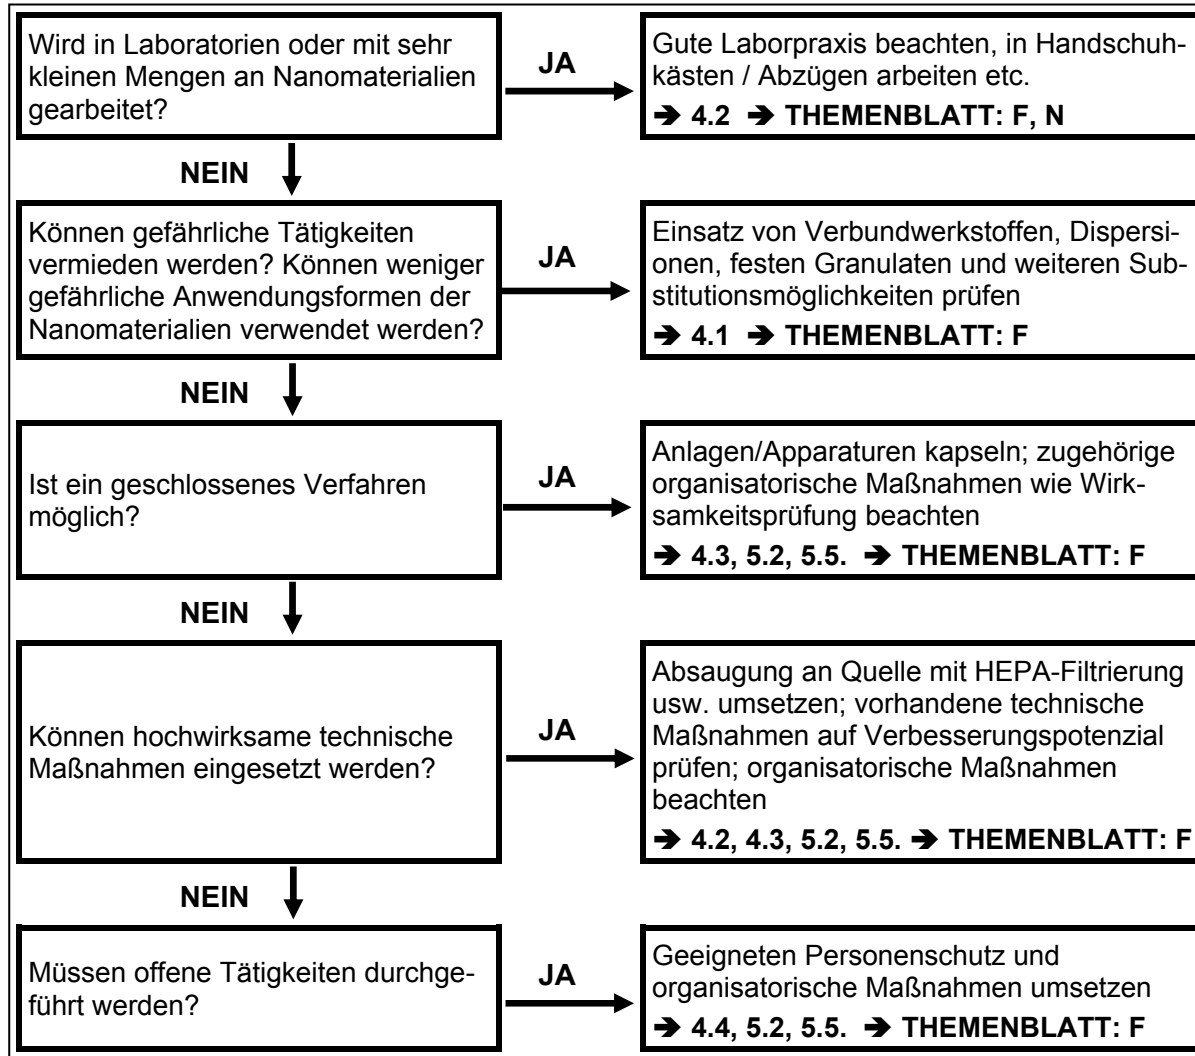 Wird in Laboratorien oder mit sehr
kleinen Mengen an Nanomaterialien
gearbeitet?
JA
Gute Laborpraxis beachten, in Handschuh-
kästen / Abzügen arbeiten etc.
➔ 4.2 ➔ THEMENBLATT: F, N
NEIN
Können gefährliche Tätigkeiten
vermieden werden? Können weniger
gefährliche Anwendungsformen der
Nanomaterialien verwendet werden?
JA
Einsatz von Verbundwerkstoffen, Dispersi-
onen, festen Granulaten und weiteren Sub-
stitutionsmöglichkeiten prüfen
➔ 4.1 ➔ THEMENBLATT: F
NEIN
Ist ein geschlossenes Verfahren
möglich?
JA
Anlagen/Apparaturen kapseln; zugehörige
organisatorische Maßnahmen wie Wirk-
samkeitsprüfung beachten
➔ 4.3, 5.2, 5.5. ➔ THEMENBLATT: F
NEIN
Können hochwirksame technische
Maßnahmen eingesetzt werden?
JA
Absaugung an Quelle mit HEPA-Filtrierung
usw. umsetzen; vorhandene technische
Maßnahmen auf Verbesserungspotenzial
prüfen; organisatorische Maßnahmen
beachten
➔ 4.2, 4.3, 5.2, 5.5. ➔ THEMENBLATT: F
NEIN
Müssen offene Tätigkeiten durchge-
führt werden?
JA
Geeigneten Personenschutz und
organisatorische Maßnahmen umsetzen
➔ 4.4, 5.2, 5.5. ➔ THEMENBLATT: F